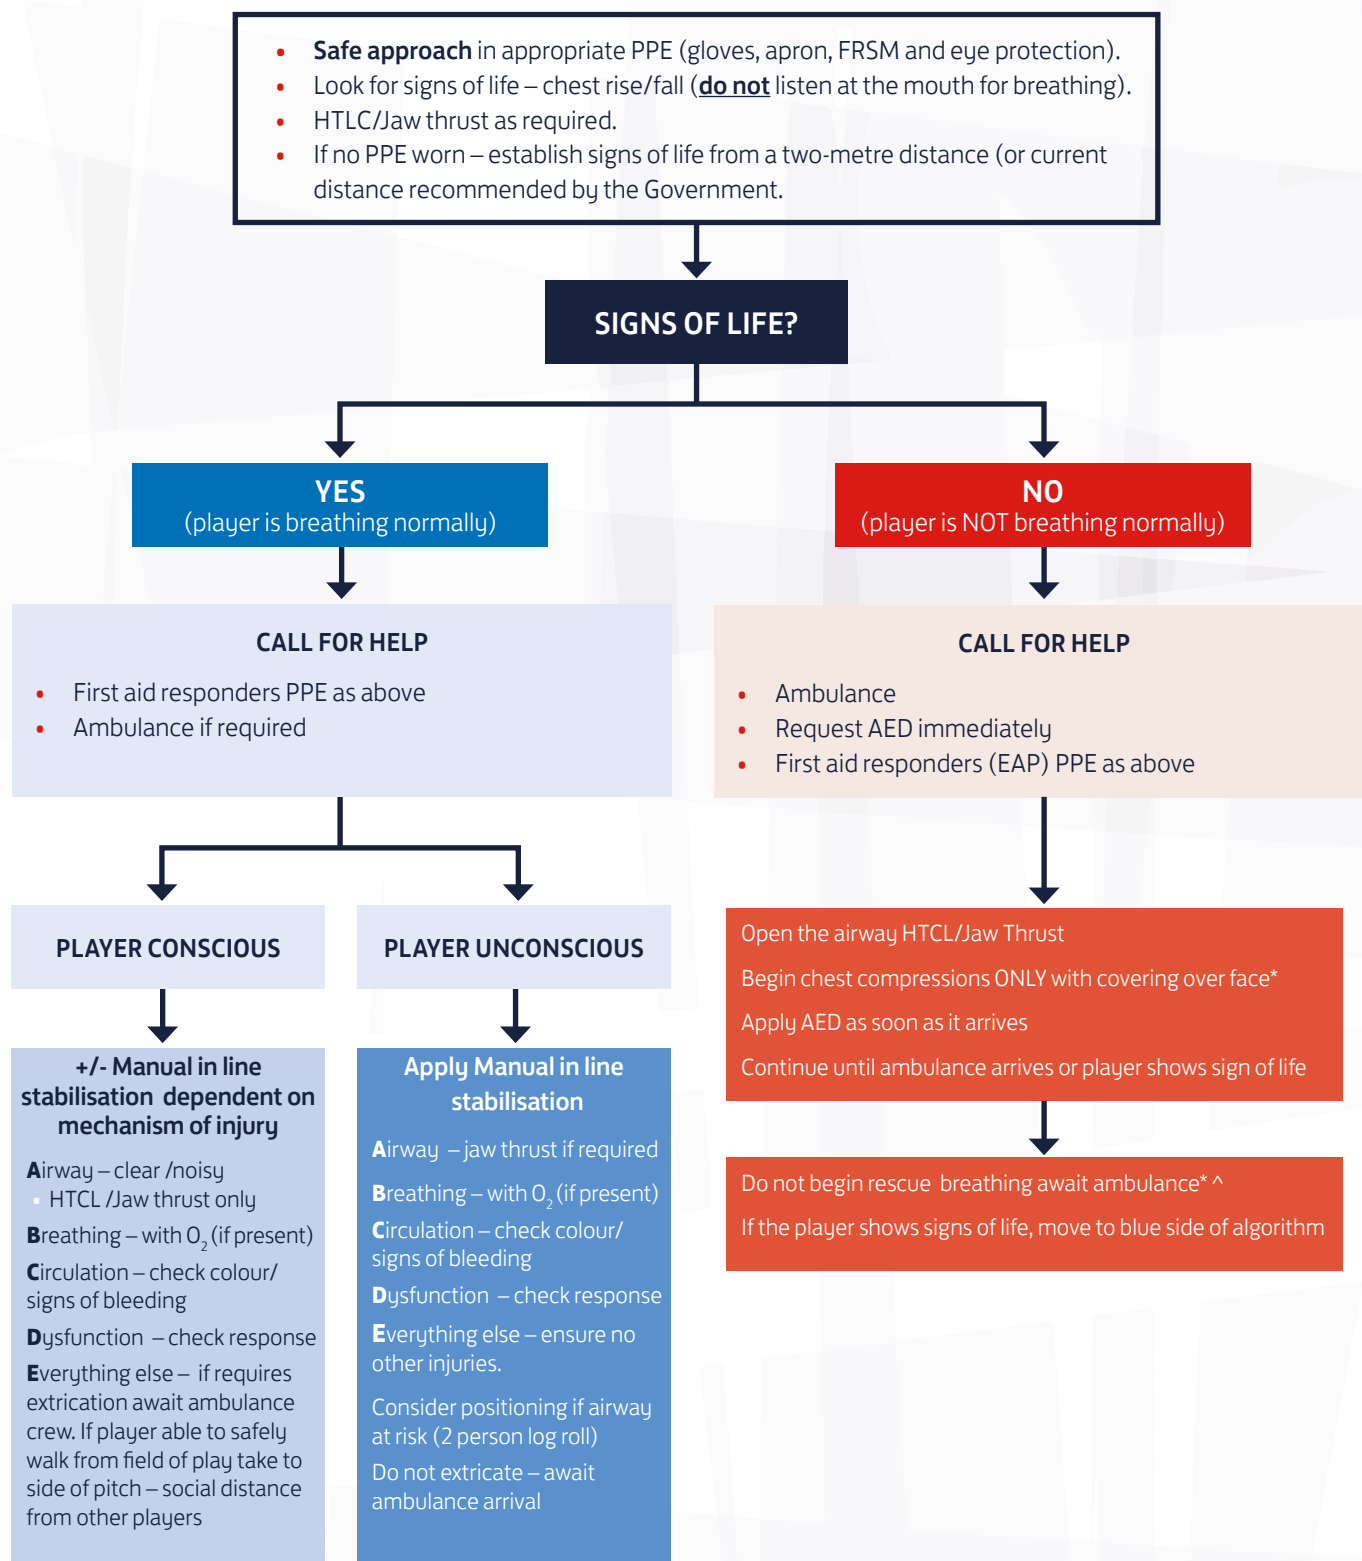 • Safe approach in appropriate PPE (gloves, apron, FRSM and eye protection).
• Look for signs of life – chest rise/fall (do not listen at the mouth for breathing).
• HTLC/Jaw thrust as required.
• If no PPE worn – establish signs of life from a two-metre distance (or current
distance recommended by the Government.
SIGNS OF LIFE?
YES
(player is breathing normally)
CALL FOR HELP
• First aid responders PPE as above
• Ambulance if required
PLAYER CONSCIOUS
+/- Manual in line
stabilisation dependent on
mechanism of injury
Airway – clear /noisy
• HTCL /Jaw thrust only
Breathing – with O2 (if present)
Circulation – check colour/
signs of bleeding
Dysfunction – check response
Everything else – if requires
extrication await ambulance
crew. If player able to safely
walk from field of play take to
side of pitch – social distance
from other players
PLAYER UNCONSCIOUS
Apply Manual in line
stabilisation
Airway – jaw thrust if required
Breathing – with O2 (if present)
Circulation – check colour/
signs of bleeding
Dysfunction – check response
Everything else – ensure no
other injuries.
Consider positioning if airway
at risk (2 person log roll)
Do not extricate – await
ambulance arrival
NO
(player is NOT breathing normally)
CALL FOR HELP
• Ambulance
• Request AED immediately
• First aid responders (EAP) PPE as above
Open the airway HTCL/Jaw Thrust
Begin chest compressions ONLY with covering over face*
Apply AED as soon as it arrives
Continue until ambulance arrives or player shows sign of life
Do not begin rescue breathing await ambulance* ^
If the player shows signs of life, move to blue side of algorithm